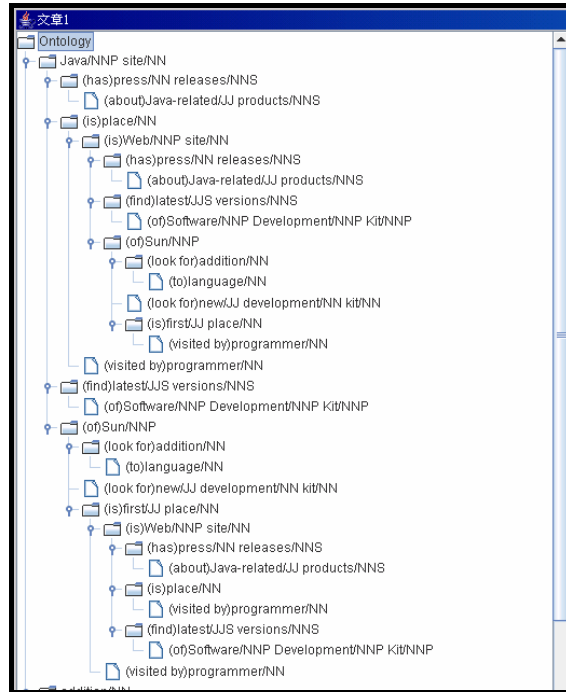 文章1
Ontology
Java/NNP site/NN
(has)press/NN releases/NNS
(about)Java-related/JJ products/NNS
(is)place/NN
(is)Web/NNP site/NN
(has)press/NN releases/NNS
(about)Java-related/JJ products/NNS
(find)latest/JJS versions/NNS
(of)Software/NNP Development/NNP Kit/NNP
(of)Sun/NNP
(look for)addition/NN
(to)language/NN
(look for)new/JJ development/NN kit/NN
(is)first/JJ place/NN
(visited by)programmer/NN
(visited by)programmer/NN
(find)latest/JJS versions/NNS
(of)Software/NNP Development/NNP Kit/NNP
(of)Sun/NNP
(look for)addition/NN
(to)language/NN
(look for)new/JJ development/NN kit/NN
(is)first/JJ place/NN
(is)Web/NNP site/NN
(has)press/NN releases/NNS
(about)Java-related/JJ products/NNS
(is)place/NN
(visited by)programmer/NN
(find)latest/JJS versions/NNS
(of)Software/NNP Development/NNP Kit/NNP
(visited by)programmer/NN
addition/NN